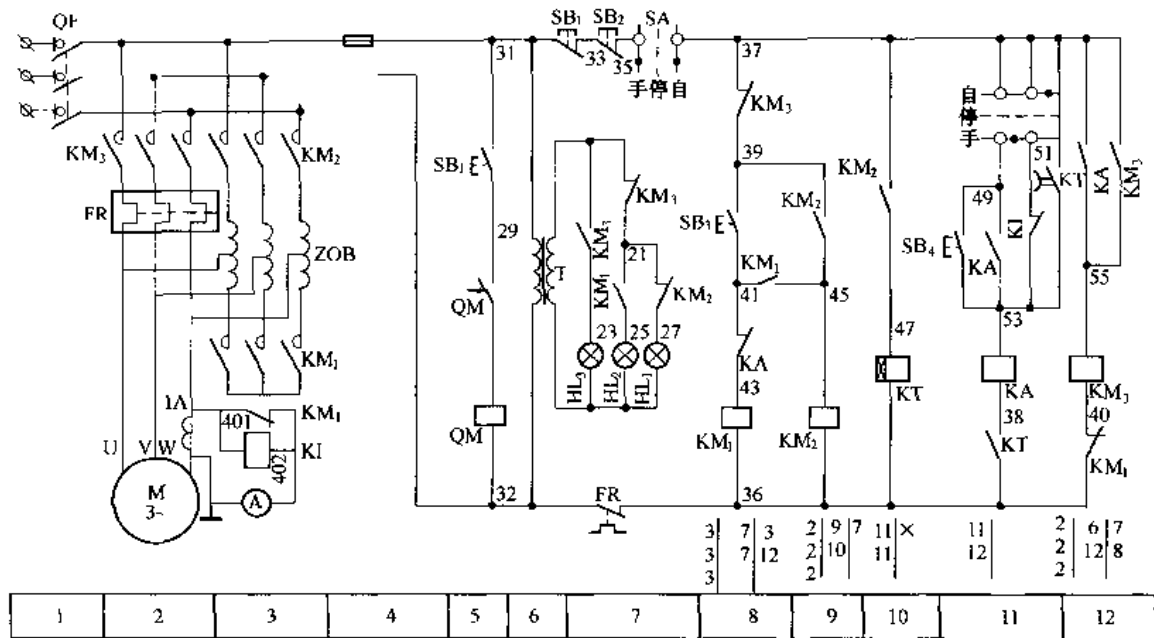 QF
31
SB₁
SB₂
SA
33
35
37
手停自
KM₃
KM₂
FR
ZOB
KM₁
1A
401
KM₁
KI
402
U
V
W
M
3~
A
29
QM
QM
32
T
KM₃
KM₃
21
KM₁
KM₂
23
25
27
HL₃
HL₂
HL₁
FR
KM₃
39
KM₂
KM₁
41
45
KA
43
KM₁
KM₂
36
KM₂
47
KT
自
停
手
51
KT
49
SB₄
KA
KI
53
KA
38
KT
KA
KM₃
55
KM₃
40
KM₁
3 7 3 2 9 7 11 × 11 2 6 7
3 7 12 2 10 11 12 2 12 8
3 2 2
1 2 3 4 5 6 7 8 9 10 11 12